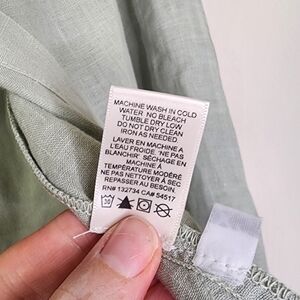 MACHINE WASH IN COLD
WATER NO BLEACH
TUMBLE DRY LOW
DO NOT DRY CLEAN
IRON AS NEEDED
LAVER EN MACHINE A
L'EAU FROIDE. 'NE PAS
BLANCHIR' SÉCHAGE EN
MACHINE À
TEMPÉRATURE MODÉRÉ
NE PAS NETTOYER À SEC
REPASSER AU BESOIN
RN# 132734 CA# 54517
30